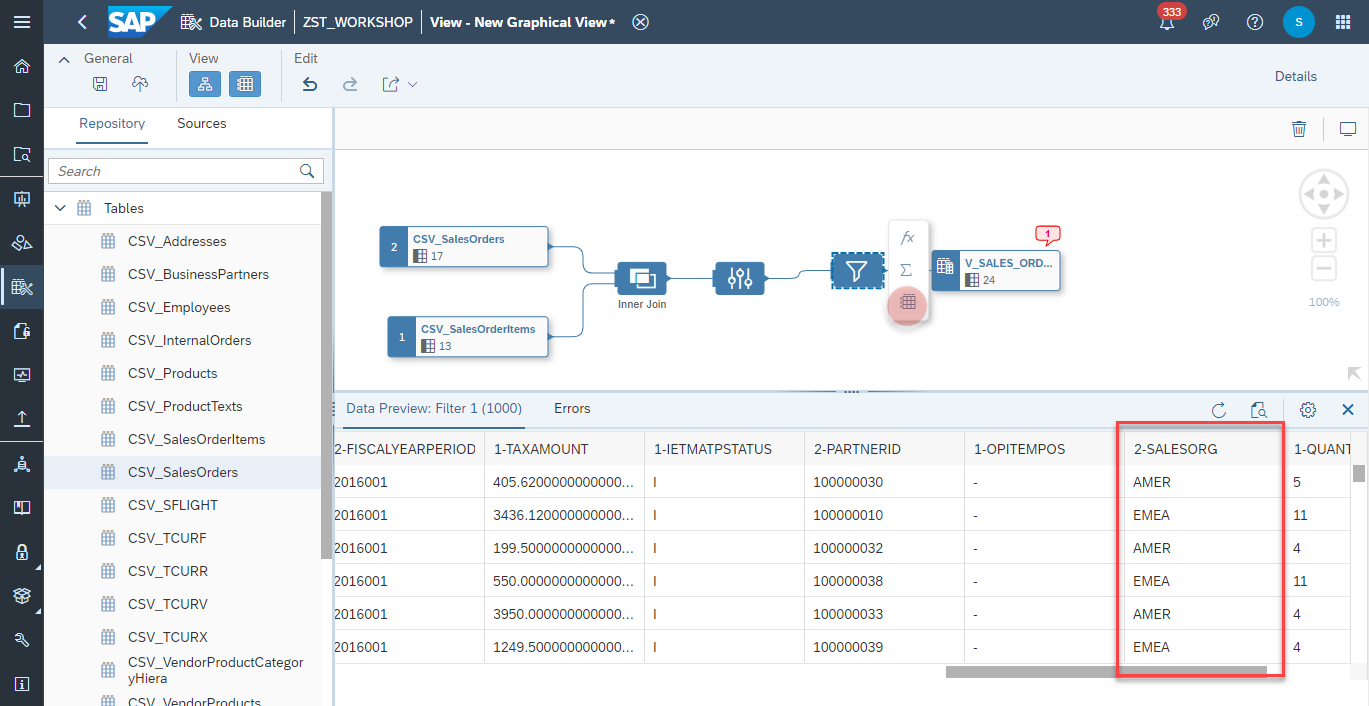 SAP Data Builder ZST_WORKSHOP View - New Graphical View* 333 S
General View Edit
Details
Repository Sources
Search
Tables
CSV_Addresses
CSV_BusinessPartners
CSV_Employees
CSV_InternalOrders
CSV_Products
CSV_ProductTexts
CSV_SalesOrderItems
CSV_SalesOrders
CSV_SFLIGHT
CSV_TCURF
CSV_TCURR
CSV_TCURV
CSV_TCURX
CSV_VendorProductCategor
yHiera
CSV_VendorProducts
2 CSV_SalesOrders
17
1 CSV_SalesOrderItems
13
Inner Join
fx
Σ
1
V_SALES_ORD...
24
100%
Data Preview: Filter 1 (1000) Errors
2-FISCALYEARPERIOD 1-TAXAMOUNT 1-IETMATPSTATUS 2-PARTNERID 1-OPITEMPOS 2-SALESORG 1-QUANT
2016001 405.6200000000000... I 100000030 - AMER 5
2016001 3436.120000000000... I 100000010 - EMEA 11
2016001 199.5000000000000... I 100000032 - AMER 4
2016001 550.0000000000000... I 100000038 - EMEA 11
2016001 3950.000000000000... I 100000033 - AMER 4
2016001 1249.500000000000... I 100000039 - EMEA 4